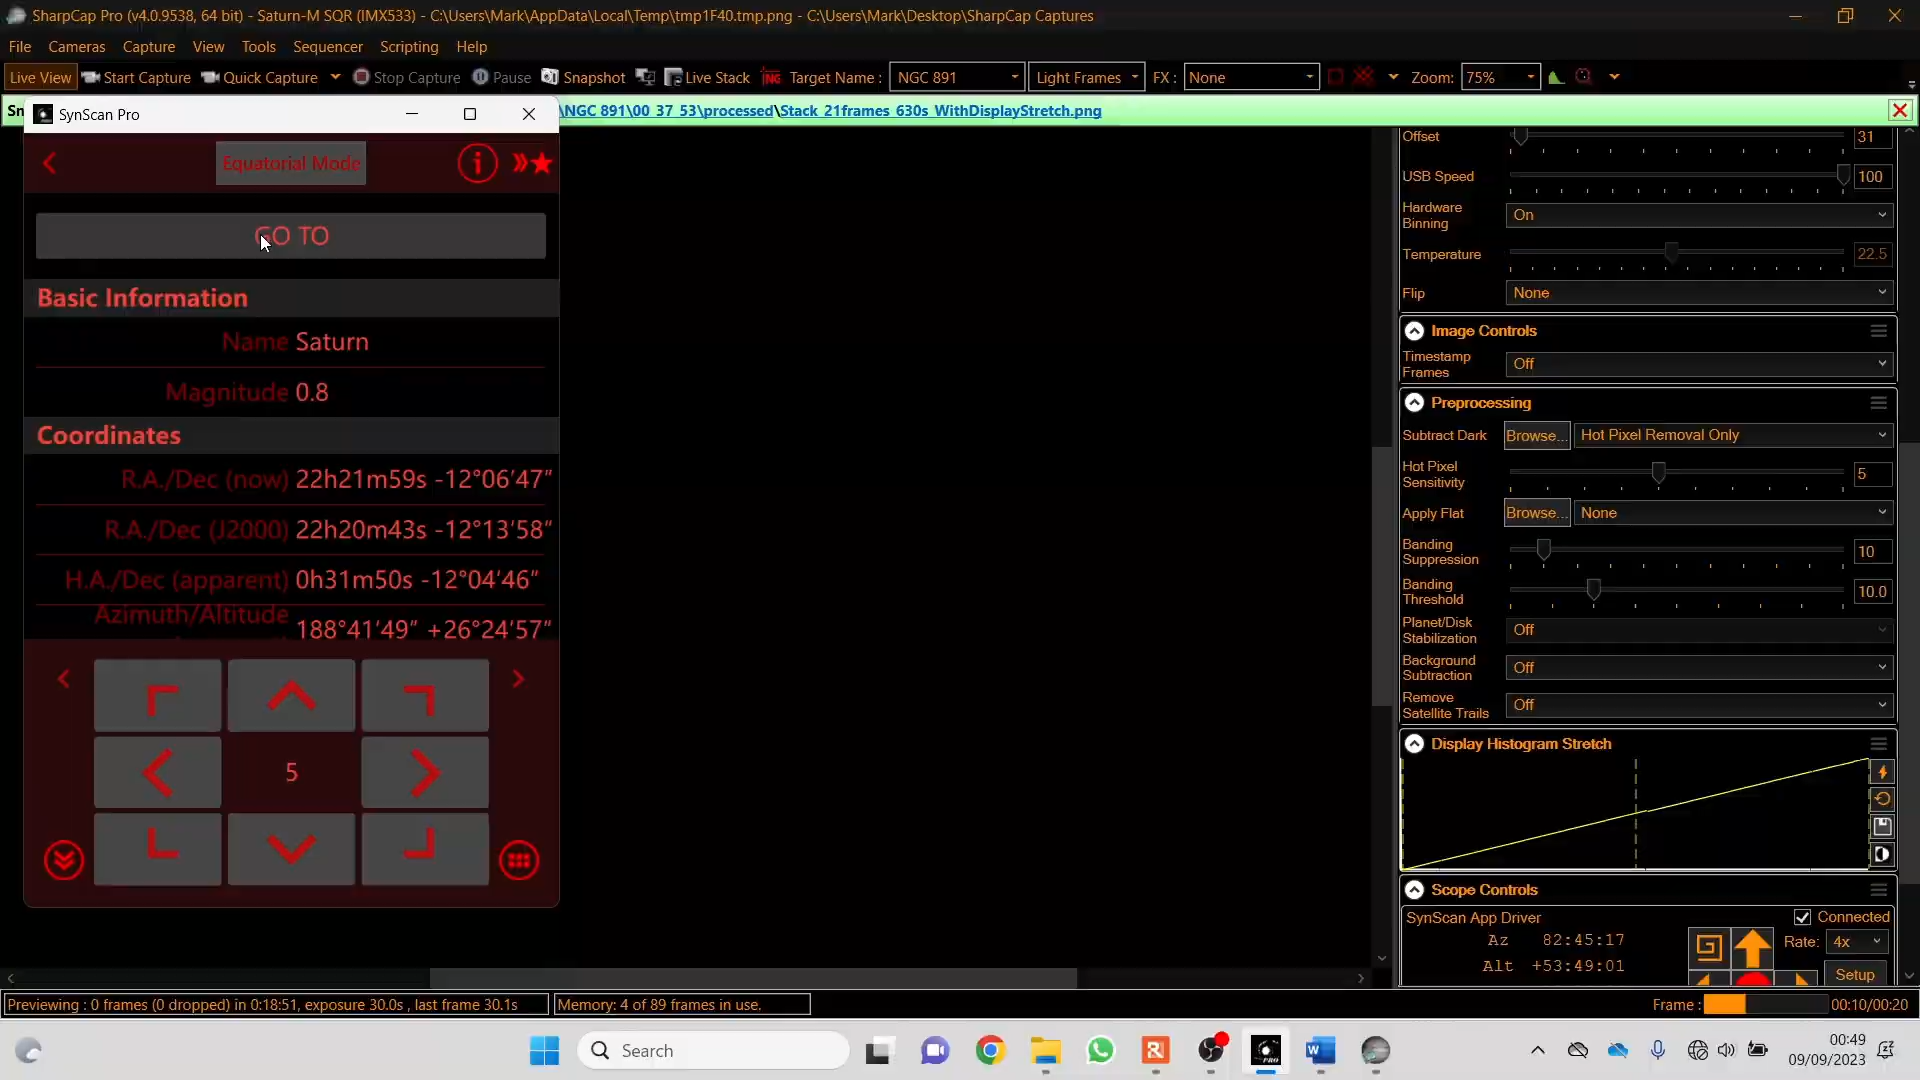 SharpCap Pro (v4.0.9538, 64 bit) - Saturn-M SQR (IMX533) - C:\Users\Mark\AppData\Local\Temp\tmp1F40.tmp.png - C:\Users\Mark\Desktop\SharpCap Captures
File Cameras Capture View Tools Sequencer Scripting Help
Live View Start Capture Quick Capture Stop Capture Pause Snapshot Live Stack Target Name : NGC 891 Light Frames FX : None Zoom: 75%
Sn \NGC 891\00_37_53\processed\Stack_21frames_630s_WithDisplayStretch.png
SynScan Pro
Equatorial Mode
GO TO
Basic Information
Name Saturn
Magnitude 0.8
Coordinates
R.A./Dec (now) 22h21m59s -12°06'47"
R.A./Dec (J2000) 22h20m43s -12°13'58"
H.A./Dec (apparent) 0h31m50s -12°04'46"
Azimuth/Altitude
188°41'49" +26°24'57"
5
Offset 31
USB Speed 100
Hardware Binning On
Temperature 22.5
Flip None
Image Controls
Timestamp Frames Off
Preprocessing
Subtract Dark Browse... Hot Pixel Removal Only
Hot Pixel Sensitivity 5
Apply Flat Browse... None
Banding Suppression 10
Banding Threshold 10.0
Planet/Disk Stabilization Off
Background Subtraction Off
Remove Satellite Trails Off
Display Histogram Stretch
Scope Controls
SynScan App Driver Connected
Az 82:45:17 Rate: 4x
Alt +53:49:01 Setup
Previewing : 0 frames (0 dropped) in 0:18:51, exposure 30.0s , last frame 30.1s Memory: 4 of 89 frames in use. Frame : 00:10/00:20
Search
00:49
09/09/2023